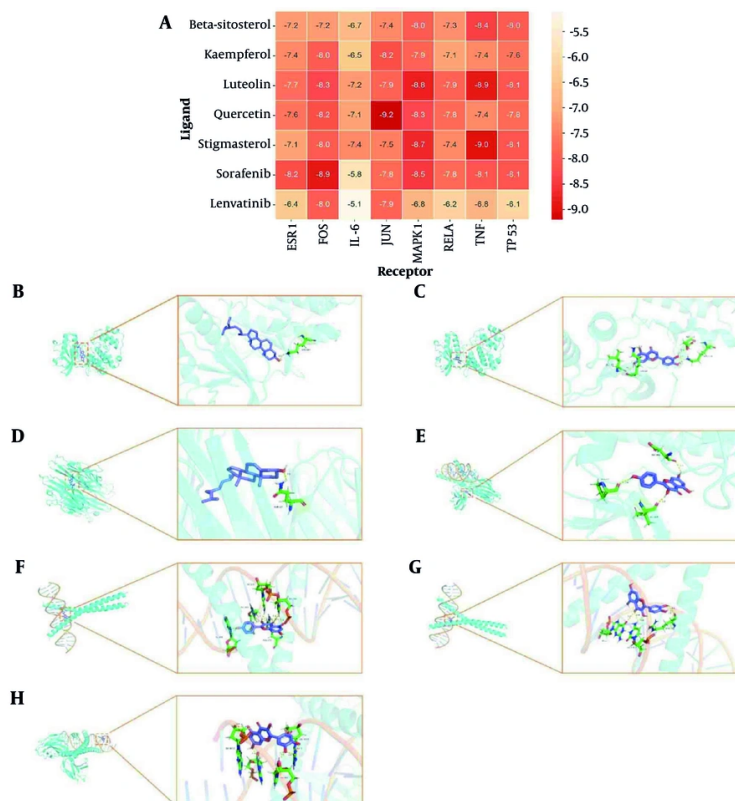 A
Ligand
Beta-sitosterol -7.2 -7.2 -6.7 -7.4 -8.0 -7.3 -8.4 -8.0
Kaempferol -7.4 -8.0 -6.5 -8.2 -7.9 -7.1 -7.4 -7.6
Luteolin -7.7 -8.3 -7.2 -7.9 -8.8 -7.9 -8.9 -8.1
Quercetin -7.6 -8.2 -7.1 -9.2 -8.3 -7.8 -7.4 -7.8
Stigmasterol -7.1 -8.0 -7.4 -7.5 -8.7 -7.4 -9.0 -8.1
Sorafenib -8.2 -8.9 -5.8 -7.8 -8.5 -7.8 -8.1 -8.1
Lenvatinib -6.4 -8.0 -5.1 -7.9 -6.8 -6.2 -6.8 -6.1
ESR1 FOS IL-6 JUN MAPK1 RELA TNF TP 53
Receptor
-5.5
-6.0
-6.5
-7.0
-7.5
-8.0
-8.5
-9.0
B
C
D
E
F
G
H